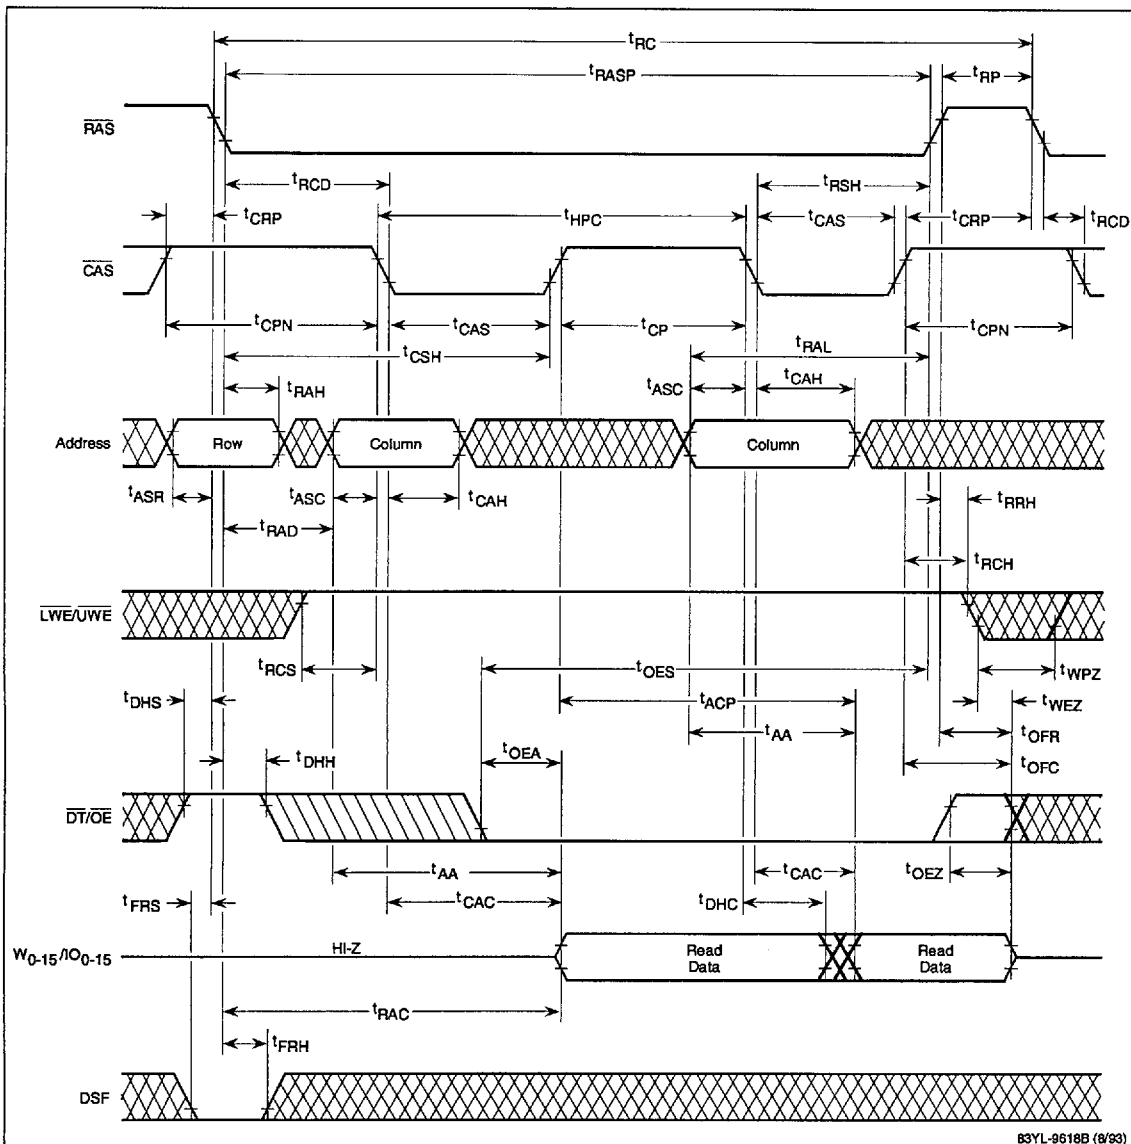 tRC
tRASP
tRP
RAS
tRCD
tRSH
tCRP
tHPC
tCAS
tCRP
tRCD
CAS
tCPN
tCAS
tCP
tCPN
tCSH
tRAL
tRAH
tASC
tCAH
Address
Row
Column
Column
tASR
tASC
tCAH
tRRH
tRAD
tRCH
LWE/UWE
tRCS
tOES
tWPZ
tDHS
tACP
tWEZ
tAA
tOFR
tOEA
tDHH
tOFC
DT/OE
tAA
tCAC
tOEZ
tFRS
tCAC
tDHC
W0-15/IO0-15
HI-Z
Read
Data
Read
Data
tRAC
tFRH
DSF
83YL-9618B (8/93)